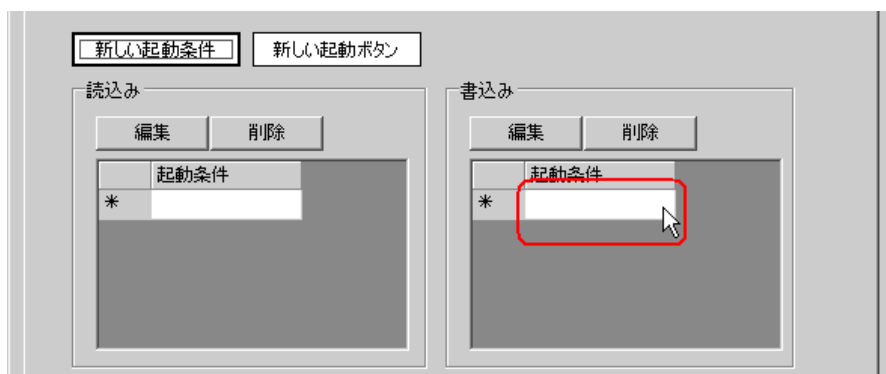 新しい起動条件 新しい起動ボタン
読込み 書込み
編集 削除 編集 削除
起動条件 起動条件
* *